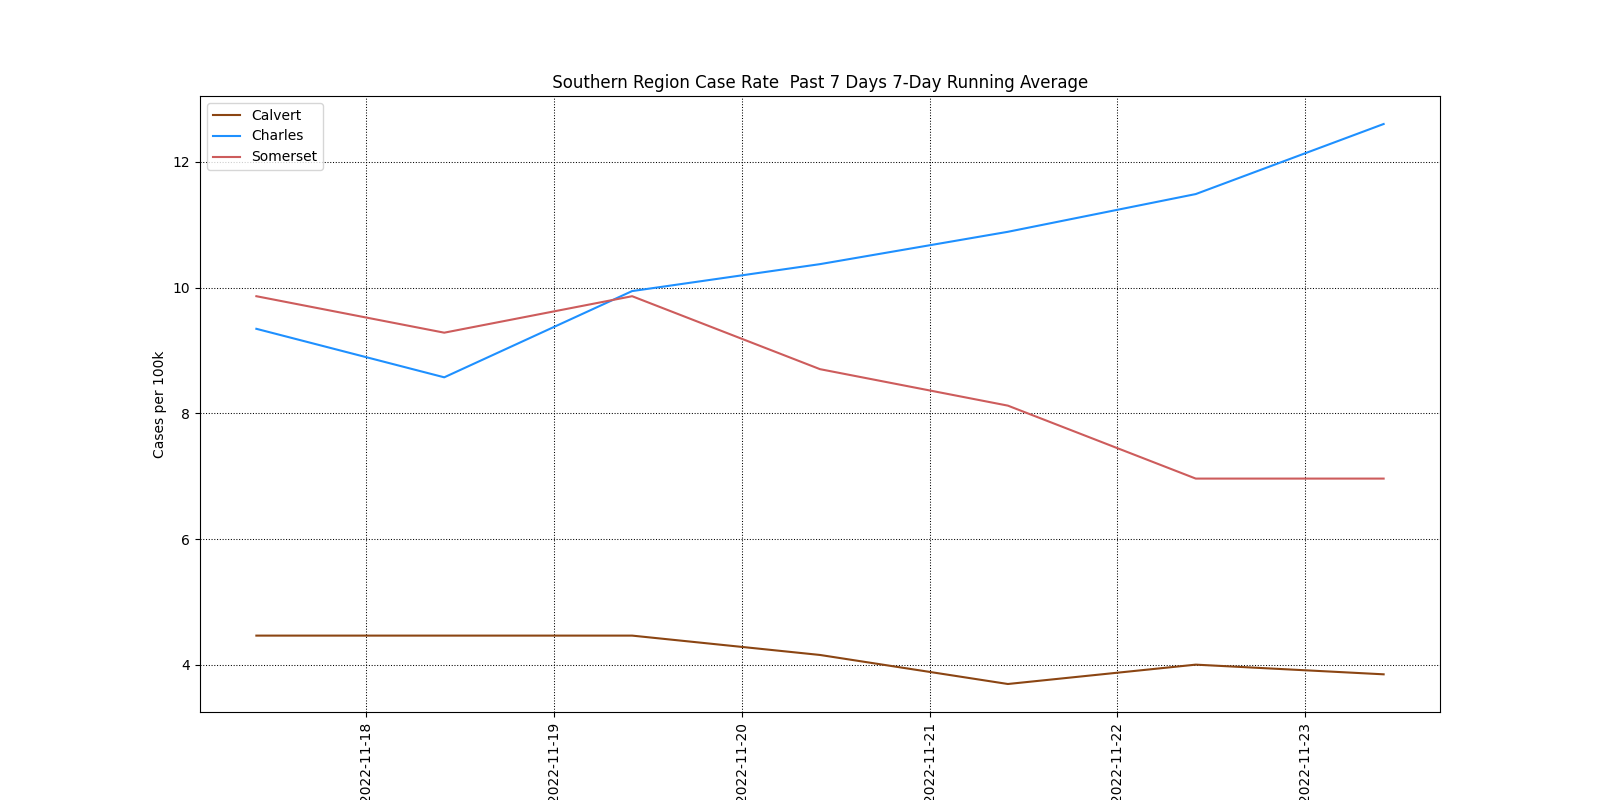 Southern Region Case Rate  Past 7 Days 7-Day Running Average
Calvert
Charles
Somerset
12
10
8
6
4
Cases per 100k
2022-11-18
2022-11-19
2022-11-20
2022-11-21
2022-11-22
2022-11-23